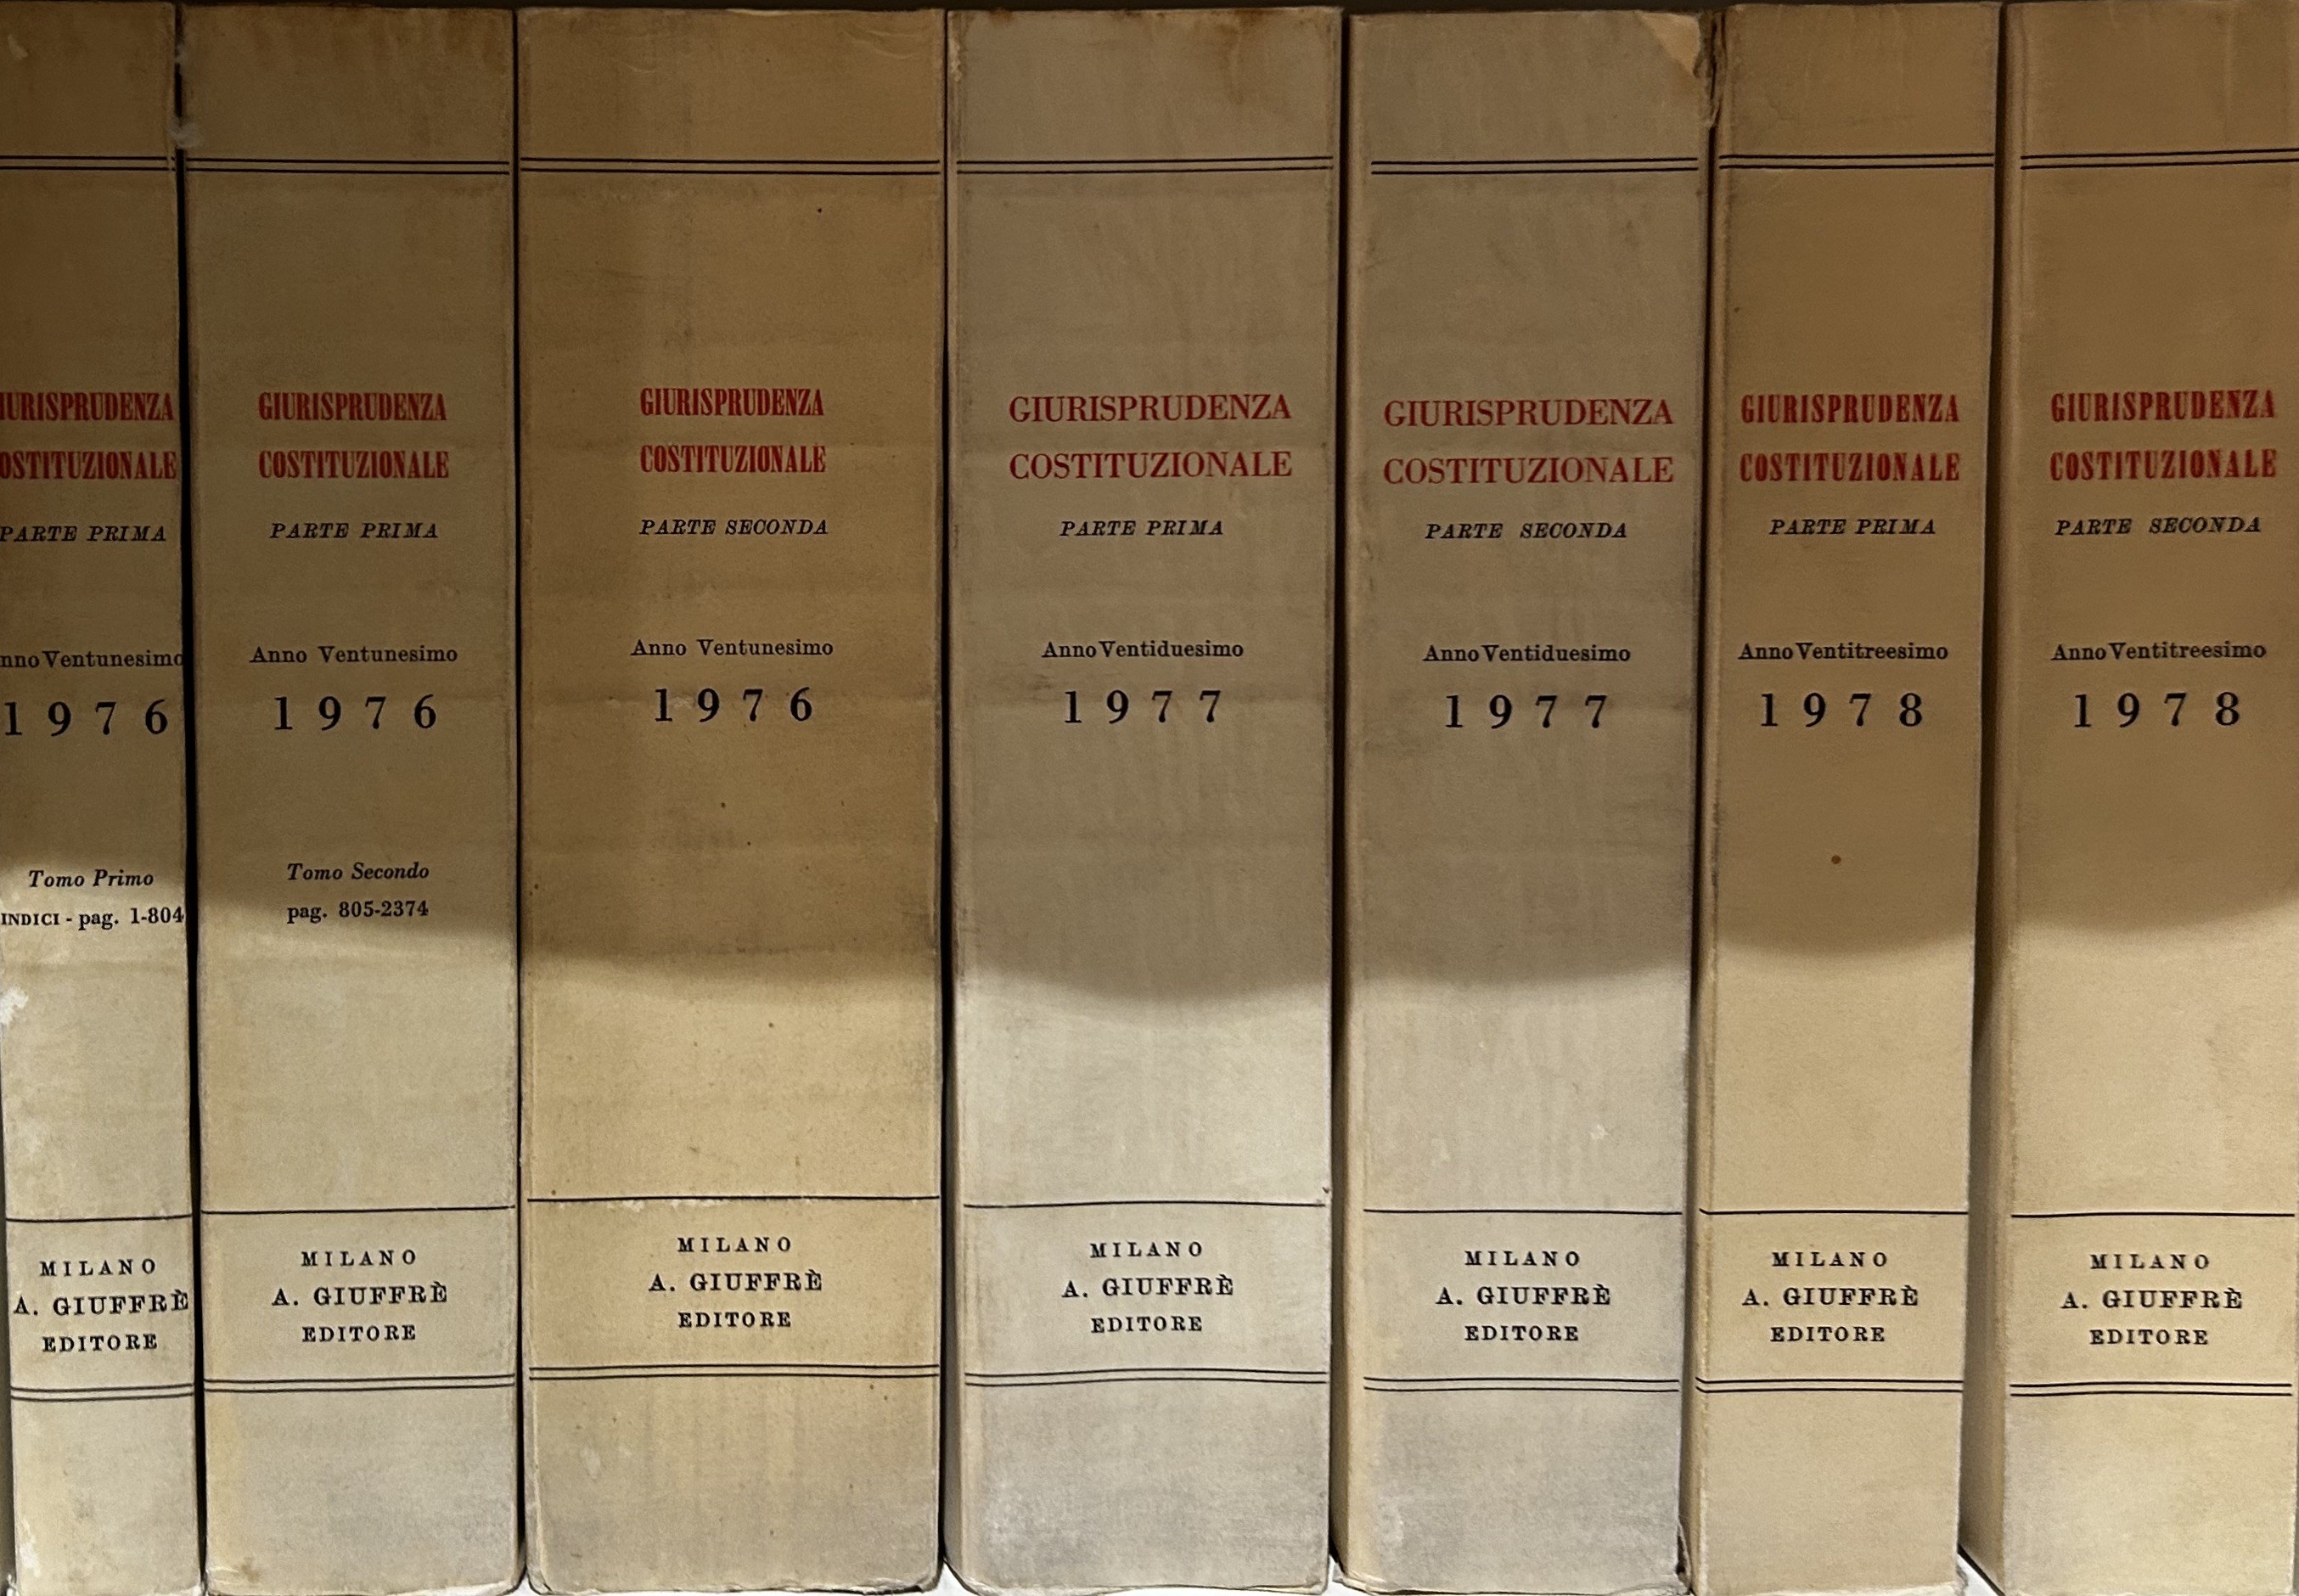 IURISPRUDENZA
OSTITUZIONALE
PARTE PRIMA
nno Ventunesimo
1976
Tomo Primo
INDICI - pag. 1-804
MILANO
A. GIUFFRÈ
EDITORE
GIURISPRUDENZA
COSTITUZIONALE
PARTE PRIMA
Anno Ventunesimo
1976
Tomo Secondo
pag. 805-2374
MILANO
A. GIUFFRÈ
EDITORE
GIURISPRUDENZA
COSTITUZIONALE
PARTE SECONDA
Anno Ventunesimo
1976
MILANO
A. GIUFFRÈ
EDITORE
GIURISPRUDENZA
COSTITUZIONALE
PARTE PRIMA
Anno Ventiduesimo
1977
MILANO
A. GIUFFRÈ
EDITORE
GIURISPRUDENZA
COSTITUZIONALE
PARTE SECONDA
Anno Ventiduesimo
1977
MILANO
A. GIUFFRÈ
EDITORE
GIURISPRUDENZA
COSTITUZIONALE
PARTE PRIMA
Anno Ventitreesimo
1978
MILANO
A. GIUFFRÈ
EDITORE
GIURISPRUDENZA
COSTITUZIONALE
PARTE SECONDA
Anno Ventitreesimo
1978
MILANO
A. GIUFFRÈ
EDITORE